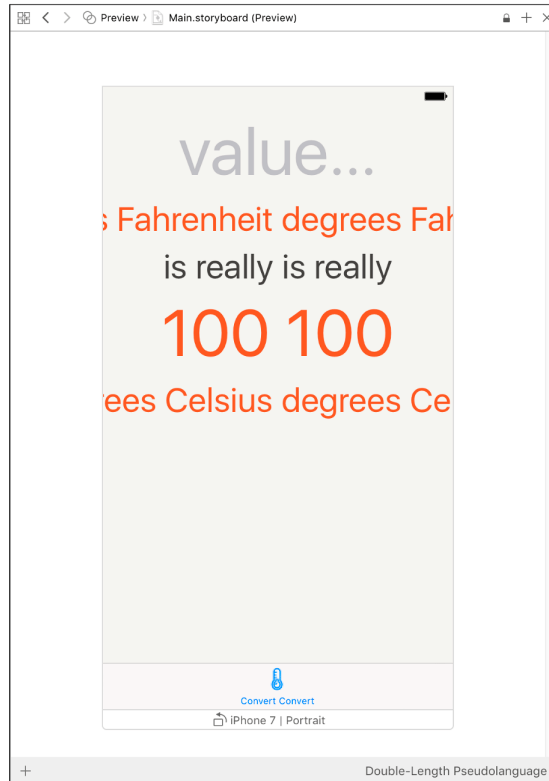 Preview › Main.storyboard (Preview)
value...
s Fahrenheit degrees Fah
is really is really
100 100
rees Celsius degrees Ce
Convert Convert
iPhone 7 | Portrait
Double-Length Pseudolanguage